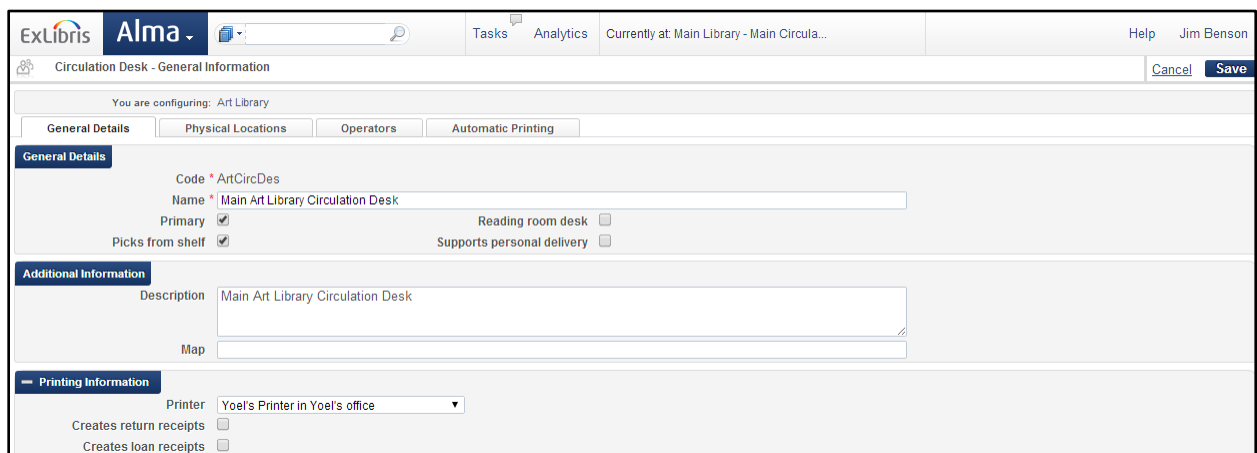 ExLibris Alma Tasks Analytics Currently at: Main Library - Main Circula... Help Jim Benson
Circulation Desk - General Information Cancel Save
You are configuring: Art Library
General Details Physical Locations Operators Automatic Printing
General Details
Code * ArtCircDes
Name * Main Art Library Circulation Desk
Primary Reading room desk
Picks from shelf Supports personal delivery
Additional Information
Description Main Art Library Circulation Desk
Map
Printing Information
Printer Yoel's Printer in Yoel's office
Creates return receipts
Creates loan receipts